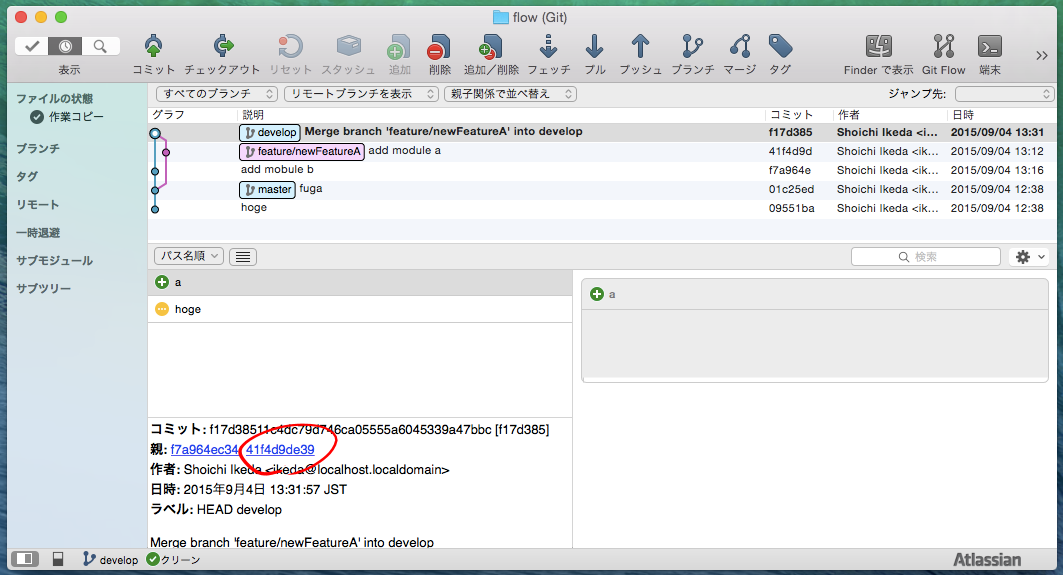 flow (Git)
表示 コミット チェックアウト リセット スタッシュ 追加 削除 追加／削除 フェッチ プル プッシュ ブランチ マージ タグ Finder で表示 Git Flow 端末
ファイルの状態
作業コピー
ブランチ
タグ
リモート
一時退避
サブモジュール
サブツリー
すべてのブランチ リモートブランチを表示 親子関係で並べ替え ジャンプ先:
グラフ 説明 コミット 作者 日時
develop Merge branch 'feature/newFeatureA' into develop f17d385 Shoichi Ikeda <i... 2015/09/04 13:31
feature/newFeatureA add module a 41f4d9d Shoichi Ikeda <ik... 2015/09/04 13:12
add mobule b f7a964e Shoichi Ikeda <ik... 2015/09/04 13:16
master fuga 01c25ed Shoichi Ikeda <ik... 2015/09/04 12:38
hoge 09551ba Shoichi Ikeda <ik... 2015/09/04 12:38
パス名順 検索
a
hoge
a
コミット: f17d38511c4dc79d746ca05555a6045339a47bbc [f17d385]
親: f7a964ec34, 41f4d9de39
作者: Shoichi Ikeda <ikeda@localhost.localdomain>
日時: 2015年9月4日 13:31:57 JST
ラベル: HEAD develop
Merge branch 'feature/newFeatureA' into develop
develop クリーン Atlassian